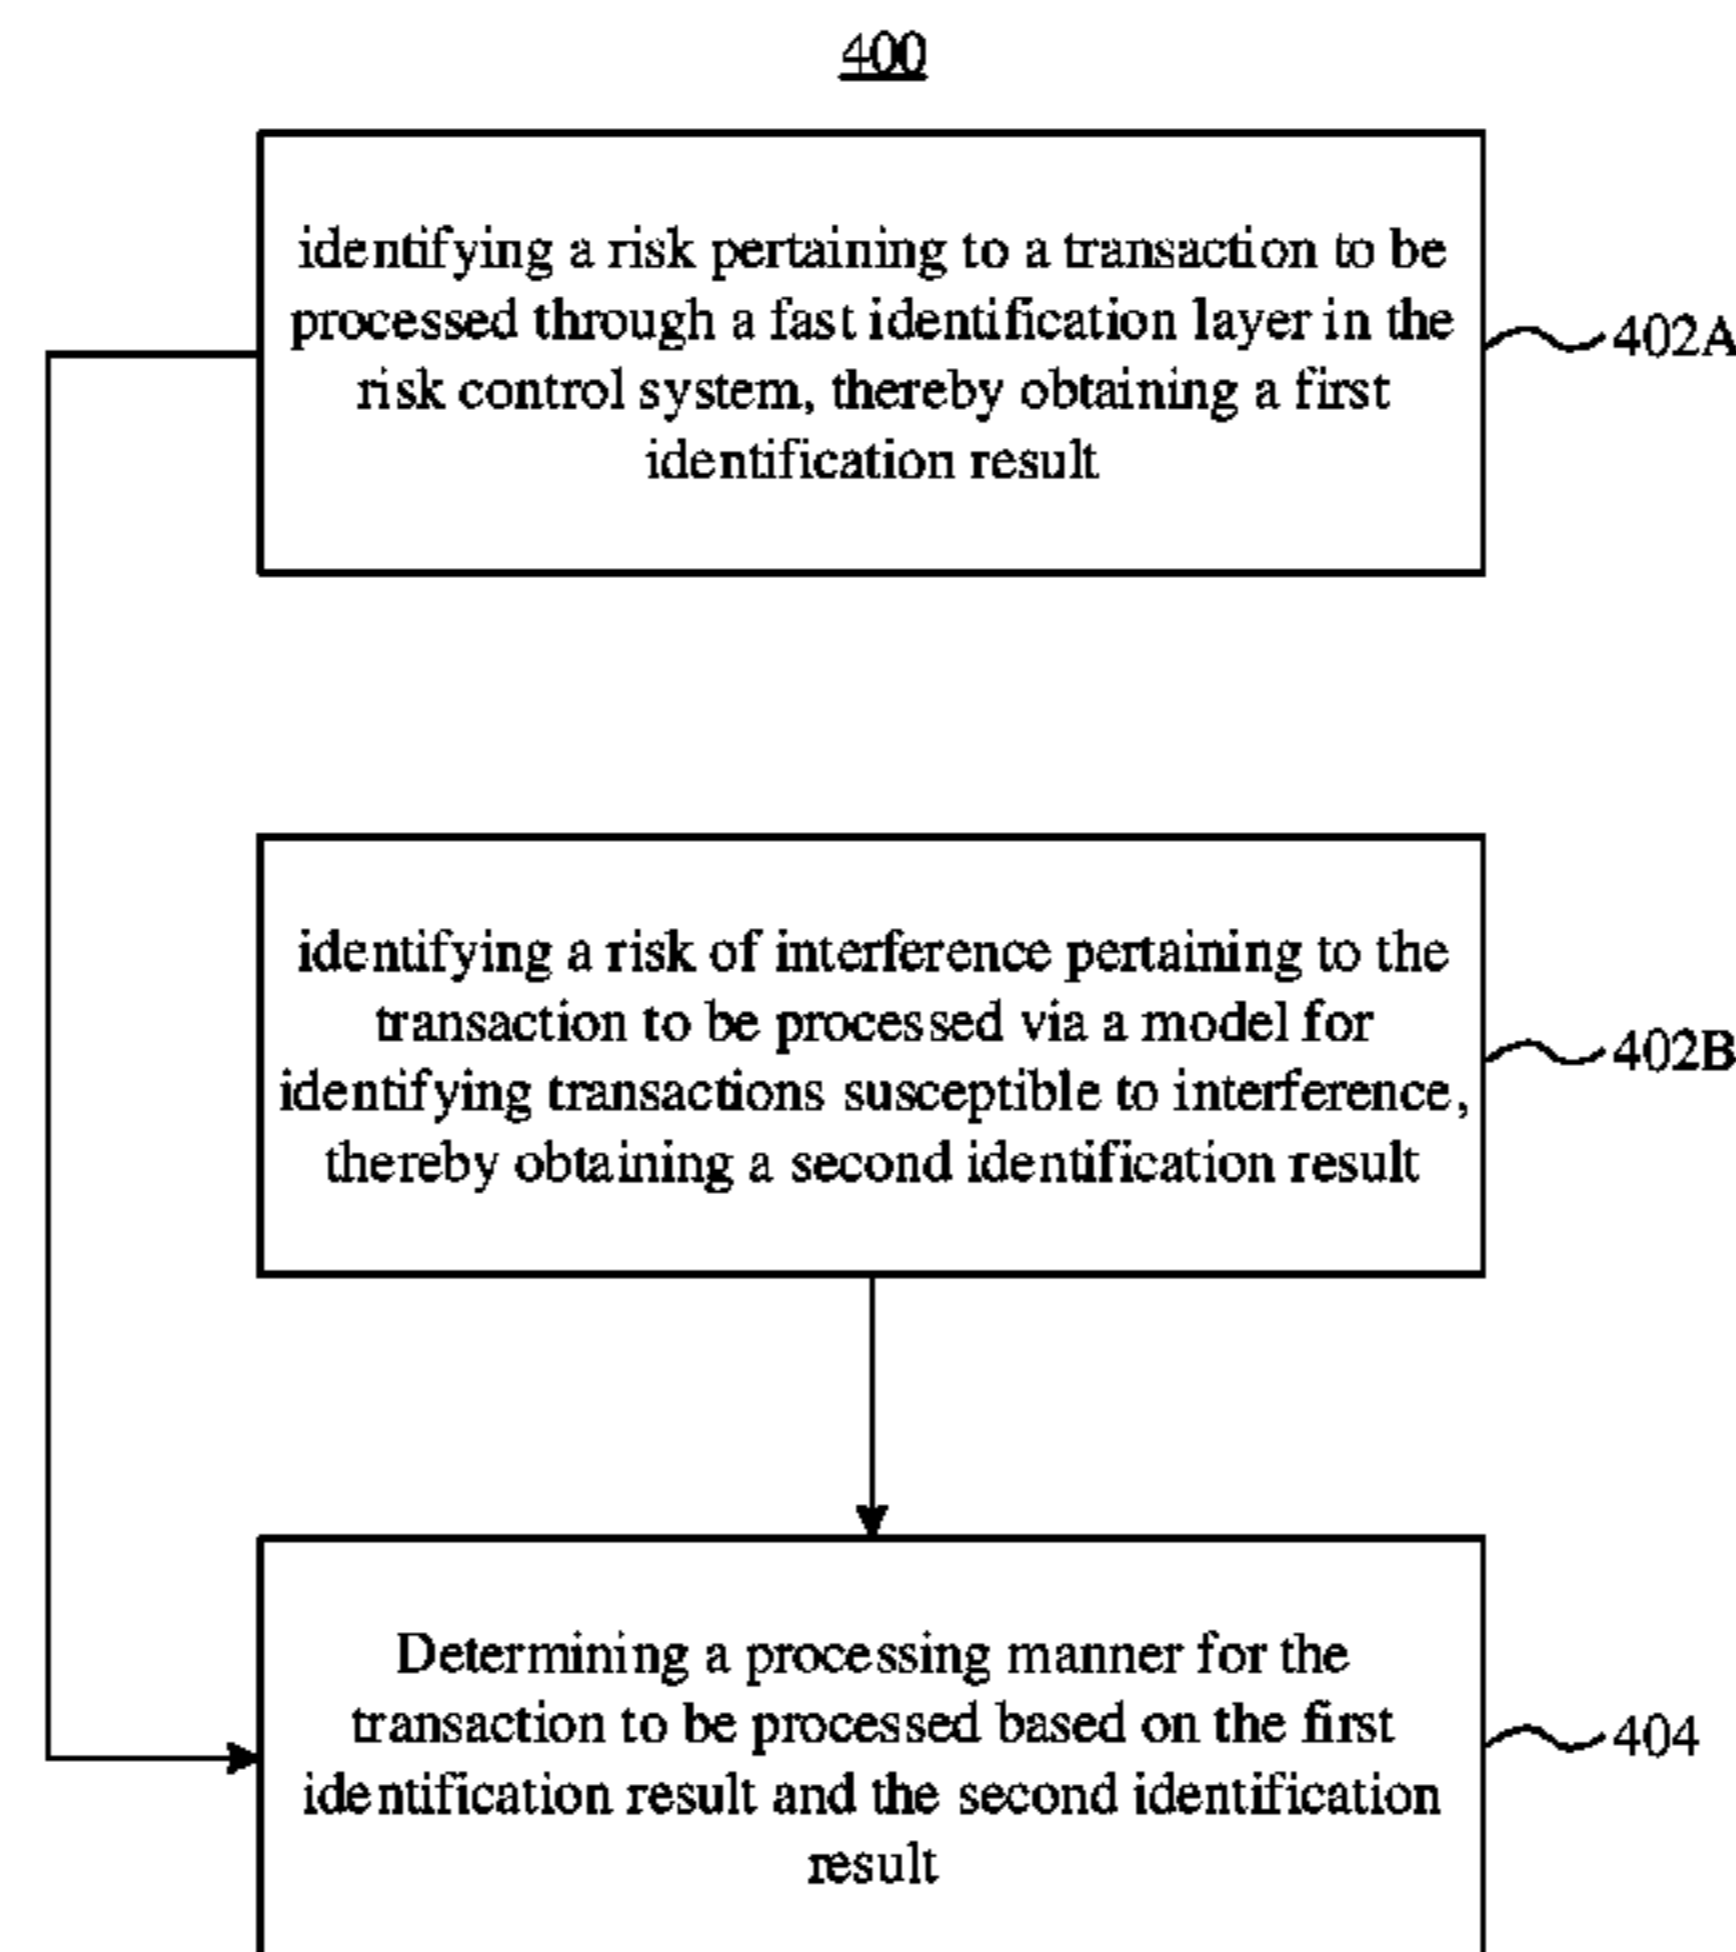 400
identifying a risk pertaining to a transaction to be
processed through a fast identification layer in the
risk control system, thereby obtaining a first
identification result
402A
identifying a risk of interference pertaining to the
transaction to be processed via a model for
identifying transactions susceptible to interference,
thereby obtaining a second identification result
402B
Determining a processing manner for the
transaction to be processed based on the first
identification result and the second identification
result
404